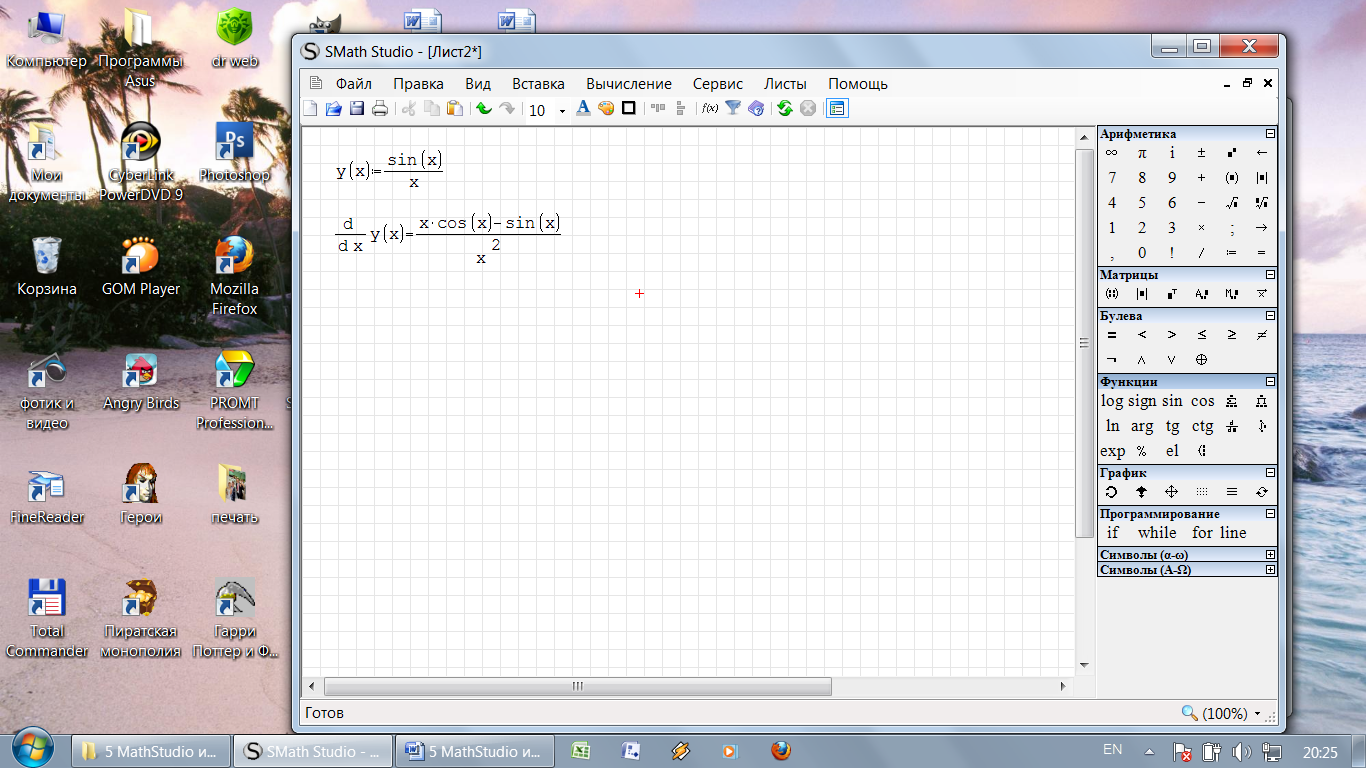 Компьютер
Программы Asus
dr web
Мои документы
CyberLink PowerDVD 9
Photoshop
Корзина
GOM Player
Mozilla Firefox
фотик и видео
Angry Birds
PROMT Profession...
FineReader
Герои
печать
Total Commander
Пиратская монополия
Гарри Поттер и Ф...
SMath Studio - [Лист2*]
Файл Правка Вид Вставка Вычисление Сервис Листы Помощь
10 f(x)
y(x):=sin(x)/x
d/dx y(x)=(x·cos(x)-sin(x))/x^2
Арифметика
∞ π i ± ←
7 8 9 +
4 5 6 -
1 2 3 × ; →
, 0 ! / := =
Матрицы
Булева
= < > ≤ ≥ ≠
¬ ∧ ∨ ⊕
Функции
log sign sin cos
ln arg tg ctg
exp % el
График
Программирование
if while for line
Символы (α-ω)
Символы (Α-Ω)
Готов
(100%)
5 MathStudio и...
SMath Studio - ...
5 MathStudio и...
EN
20:25